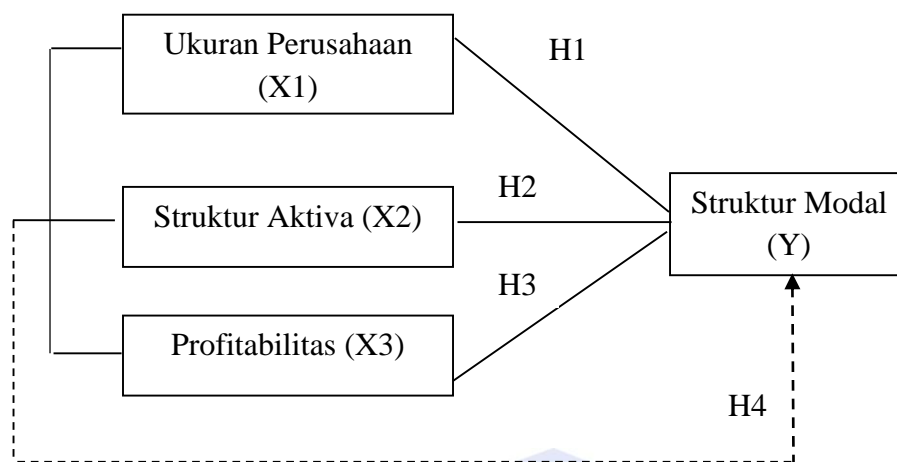 Ukuran Perusahaan
(X1)
H1
Struktur Aktiva (X2)
H2
Struktur Modal
(Y)
H3
Profitabilitas (X3)
H4